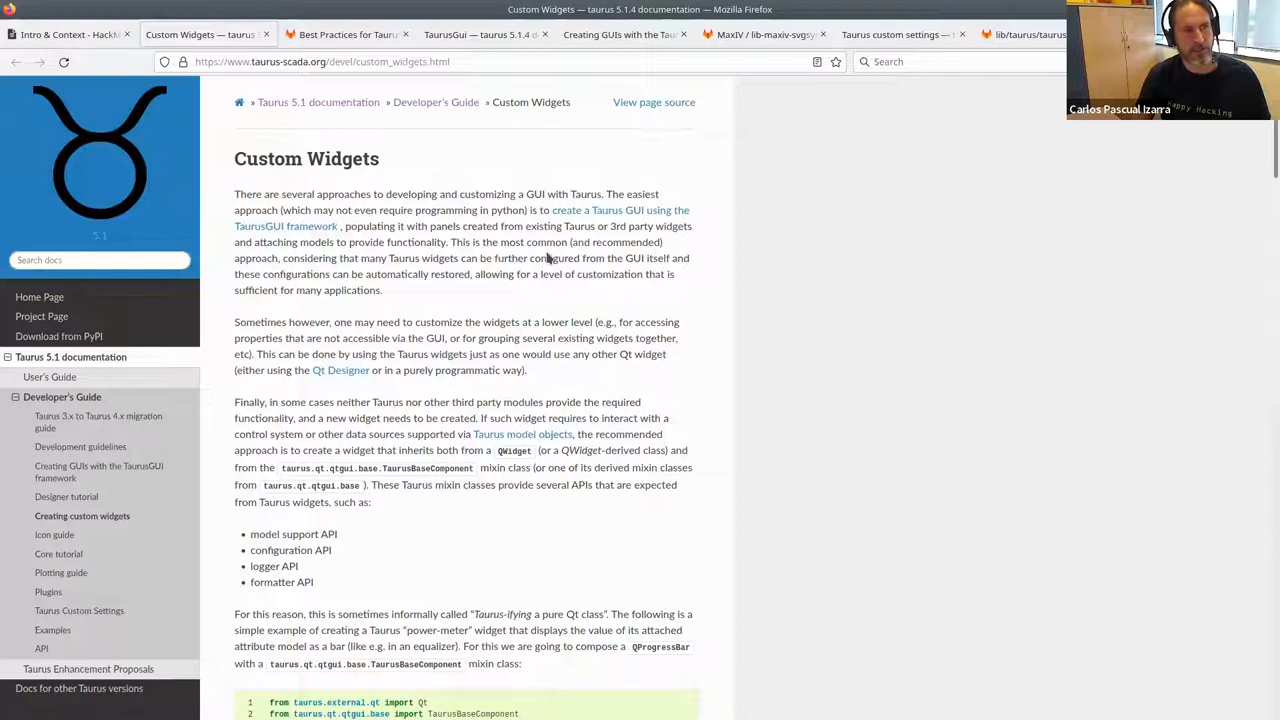 Custom Widgets — taurus 5.1.4 documentation — Mozilla Firefox
Intro & Context - HackM
Custom Widgets — taurus
Best Practices for Tauru
TaurusGui — taurus 5.1.4 d
Creating GUIs with the Tau
MaxIV / lib-maxiv-svgsy
Taurus custom settings —
lib/taurus/taurus
https://www.taurus-scada.org/devel/custom_widgets.html
Search
Carlos Pascual Izarra
Happy Hacking
5.1
Search docs
Home Page
Project Page
Download from PyPI
Taurus 5.1 documentation
User's Guide
Developer's Guide
Taurus 3.x to Taurus 4.x migration
guide
Development guidelines
Creating GUIs with the TaurusGUI
framework
Designer tutorial
Creating custom widgets
Icon guide
Core tutorial
Plotting guide
Plugins
Taurus Custom Settings
Examples
API
Taurus Enhancement Proposals
Docs for other Taurus versions
» Taurus 5.1 documentation » Developer's Guide » Custom Widgets
View page source
Custom Widgets
There are several approaches to developing and customizing a GUI with Taurus. The easiest
approach (which may not even require programming in python) is to create a Taurus GUI using the
TaurusGUI framework , populating it with panels created from existing Taurus or 3rd party widgets
and attaching models to provide functionality. This is the most common (and recommended)
approach, considering that many Taurus widgets can be further configured from the GUI itself and
these configurations can be automatically restored, allowing for a level of customization that is
sufficient for many applications.
Sometimes however, one may need to customize the widgets at a lower level (e.g., for accessing
properties that are not accessible via the GUI, or for grouping several existing widgets together,
etc). This can be done by using the Taurus widgets just as one would use any other Qt widget
(either using the Qt Designer or in a purely programmatic way).
Finally, in some cases neither Taurus nor other third party modules provide the required
functionality, and a new widget needs to be created. If such widget requires to interact with a
control system or other data sources supported via Taurus model objects, the recommended
approach is to create a widget that inherits both from a QWidget (or a QWidget-derived class) and
from the taurus.qt.qtgui.base.TaurusBaseComponent mixin class (or one of its derived mixin classes
from taurus.qt.qtgui.base ). These Taurus mixin classes provide several APIs that are expected
from Taurus widgets, such as:
• model support API
• configuration API
• logger API
• formatter API
For this reason, this is sometimes informally called “Taurus-ifying a pure Qt class”. The following is a
simple example of creating a Taurus “power-meter” widget that displays the value of its attached
attribute model as a bar (like e.g. in an equalizer). For this we are going to compose a QProgressBar
with a taurus.qt.qtgui.base.TaurusBaseComponent mixin class:
1 from taurus.external.qt import Qt
2 from taurus.qt.qtgui.base import TaurusBaseComponent